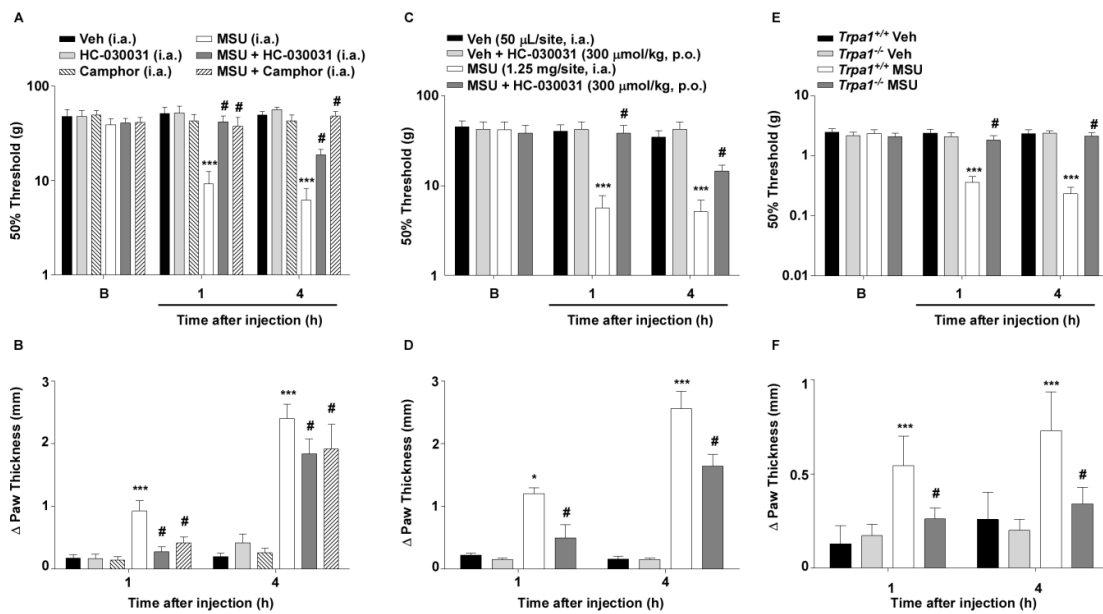 A
Veh (i.a.) MSU (i.a.)
HC-030031 (i.a.) MSU + HC-030031 (i.a.)
Camphor (i.a.) MSU + Camphor (i.a.)
50% Threshold (g)
100
10
1
# #
***
#
***
#
B 1 4
Time after injection (h)
B
Δ Paw Thickness (mm)
3
2
1
0
***
#
#
***
#
#
1 4
Time after injection (h)
C
Veh (50 μL/site, i.a.)
Veh + HC-030031 (300 μmol/kg, p.o.)
MSU (1.25 mg/site, i.a.)
MSU + HC-030031 (300 μmol/kg, p.o.)
50% Threshold (g)
100
10
1
***
#
***
#
B 1 4
Time after injection (h)
D
Δ Paw Thickness (mm)
3
2
1
0
*
#
***
#
1 4
Time after injection (h)
E
Trpa1+/+ Veh
Trpa1-/- Veh
Trpa1+/+ MSU
Trpa1-/- MSU
50% Threshold (g)
10
1
0.1
0.01
***
#
***
#
B 1 4
Time after injection (h)
F
Δ Paw Thickness (mm)
1
0.5
0
***
#
***
#
1 4
Time after injection (h)